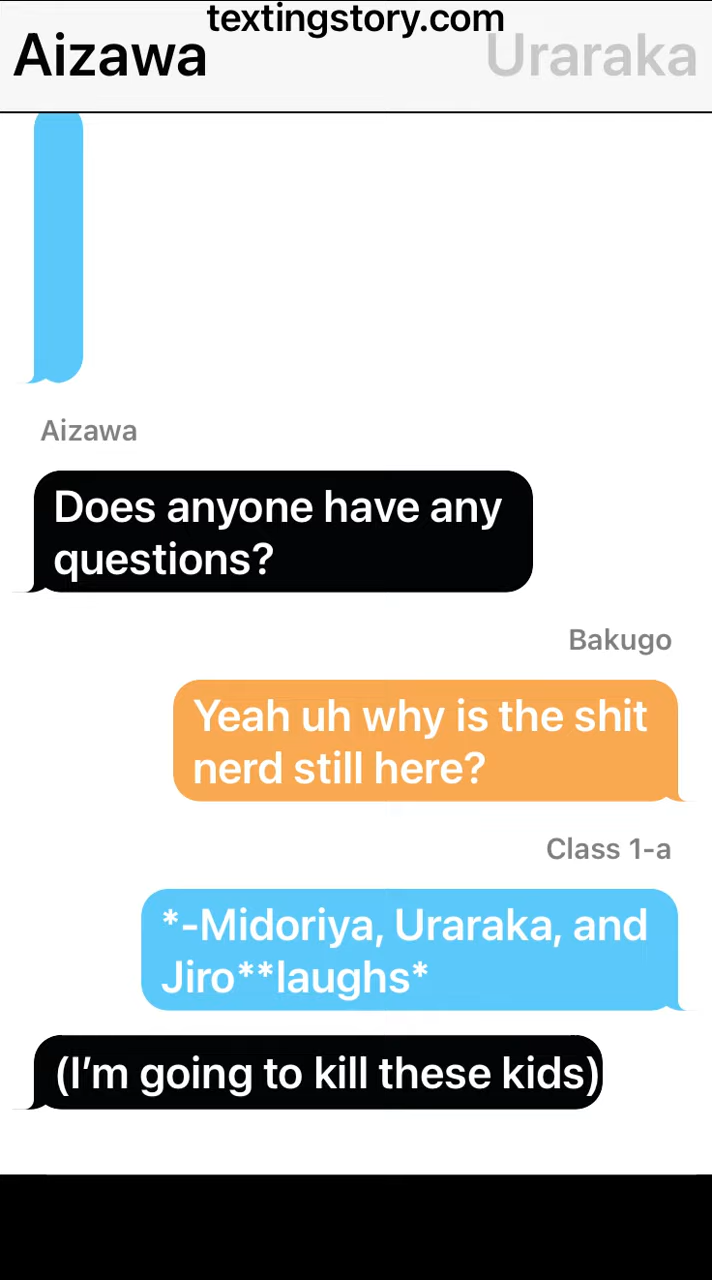 textingstory.com
Aizawa
Uraraka
Aizawa
Does anyone have any
questions?
Bakugo
Yeah uh why is the shit
nerd still here?
Class 1-a
*-Midoriya, Uraraka, and
Jiro**laughs*
(I’m going to kill these kids)